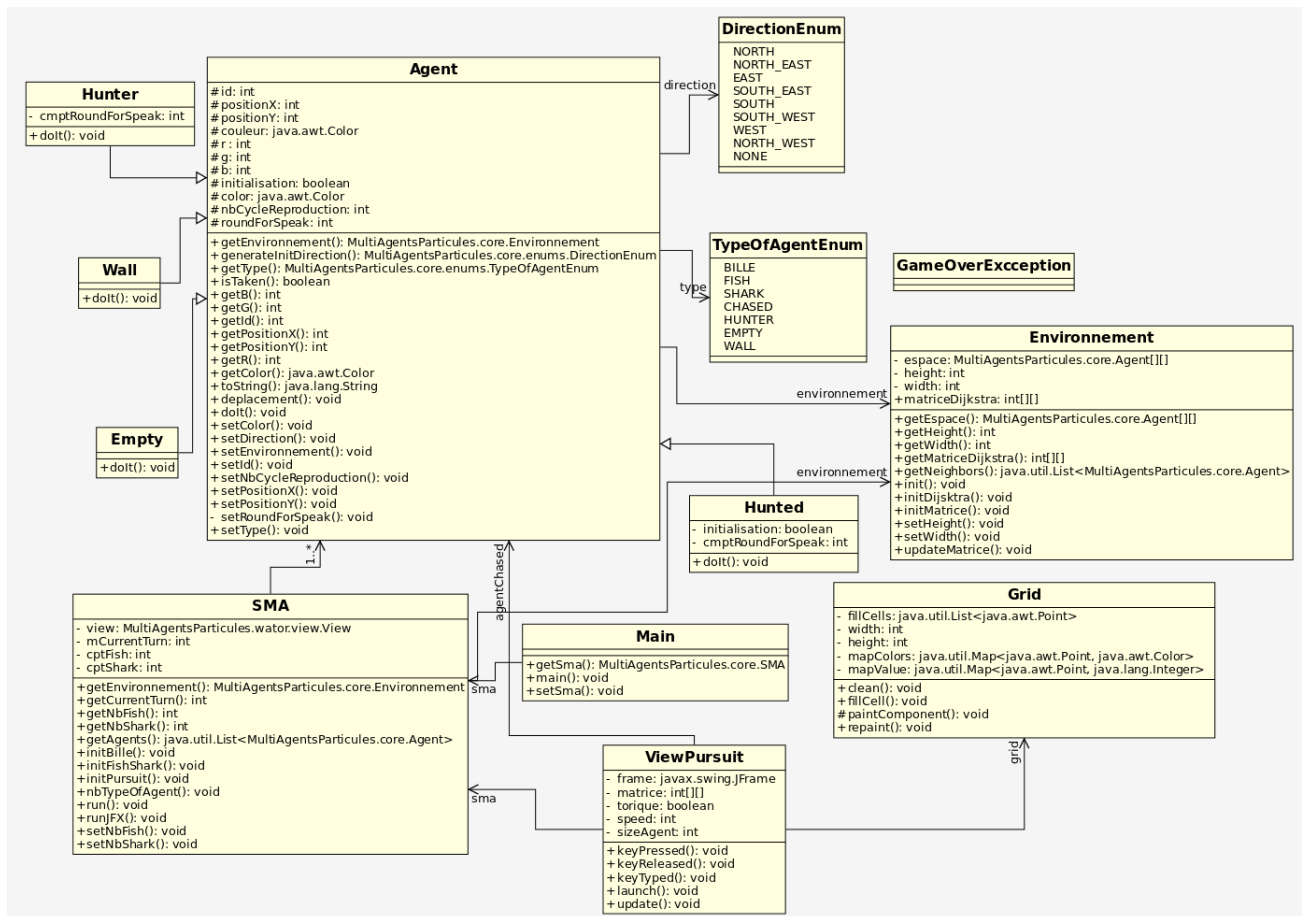 DirectionEnum
NORTH
NORTH_EAST
EAST
SOUTH_EAST
SOUTH
SOUTH_WEST
WEST
NORTH_WEST
NONE
Agent
# id: int
# positionX: int
# positionY: int
# couleur: java.awt.Color
# r : int
# g: int
# b: int
# initialisation: boolean
# color: java.awt.Color
# nbCycleReproduction: int
# roundForSpeak: int
+ getEnvironnement(): MultiAgentsParticules.core.Environnement
+ generateInitDirection(): MultiAgentsParticules.core.enums.DirectionEnum
+ getType(): MultiAgentsParticules.core.enums.TypeOfAgentEnum
+ isTaken(): boolean
+ getB(): int
+ getG(): int
+ getId(): int
+ getPositionX(): int
+ getPositionY(): int
+ getR(): int
+ getColor(): java.awt.Color
+ toString(): java.lang.String
+ deplacement(): void
+ doIt(): void
+ setColor(): void
+ setDirection(): void
+ setEnvironnement(): void
+ setId(): void
+ setNbCycleReproduction(): void
+ setPositionX(): void
+ setPositionY(): void
- setRoundForSpeak(): void
+ setType(): void
Hunter
- cmptRoundForSpeak: int
+ doIt(): void
direction
Wall
+ doIt(): void
TypeOfAgentEnum
BILLE
FISH
SHARK
CHASED
HUNTER
EMPTY
WALL
type
GameOverExcception
Environnement
- espace: MultiAgentsParticules.core.Agent[][]
- height: int
- width: int
+ matriceDijkstra: int[][]
+ getEspace(): MultiAgentsParticules.core.Agent[][]
+ getHeight(): int
+ getWidth(): int
+ getMatriceDijkstra(): int[][]
+ getNeighbors(): java.util.List<MultiAgentsParticules.core.Agent>
+ init(): void
+ initDijsktra(): void
+ initMatrice(): void
+ setHeight(): void
+ setWidth(): void
+ updateMatrice(): void
environnement
environnement
Empty
+ doIt(): void
Hunted
- initialisation: boolean
- cmptRoundForSpeak: int
+ doIt(): void
1..*
agentChased
SMA
- view: MultiAgentsParticules.wator.view.View
- mCurrentTurn: int
- cptFish: int
- cptShark: int
+ getEnvironnement(): MultiAgentsParticules.core.Environnement
+ getCurrentTurn(): int
+ getNbFish(): int
+ getNbShark(): int
+ getAgents(): java.util.List<MultiAgentsParticules.core.Agent>
+ initBille(): void
+ initFishShark(): void
+ initPursuit(): void
+ nbTypeOfAgent(): void
+ run(): void
+ runJFX(): void
+ setNbFish(): void
+ setNbShark(): void
Main
+ getSma(): MultiAgentsParticules.core.SMA
+ main(): void
+ setSma(): void
sma
Grid
- fillCells: java.util.List<java.awt.Point>
- width: int
- height: int
- mapColors: java.util.Map<java.awt.Point, java.awt.Color>
- mapValue: java.util.Map<java.awt.Point, java.lang.Integer>
+ clean(): void
+ fillCell(): void
# paintComponent(): void
+ repaint(): void
grid
ViewPursuit
- frame: javax.swing.JFrame
- matrice: int[][]
- torique: boolean
- speed: int
- sizeAgent: int
+ keyPressed(): void
+ keyReleased(): void
+ keyTyped(): void
+ launch(): void
+ update(): void
sma